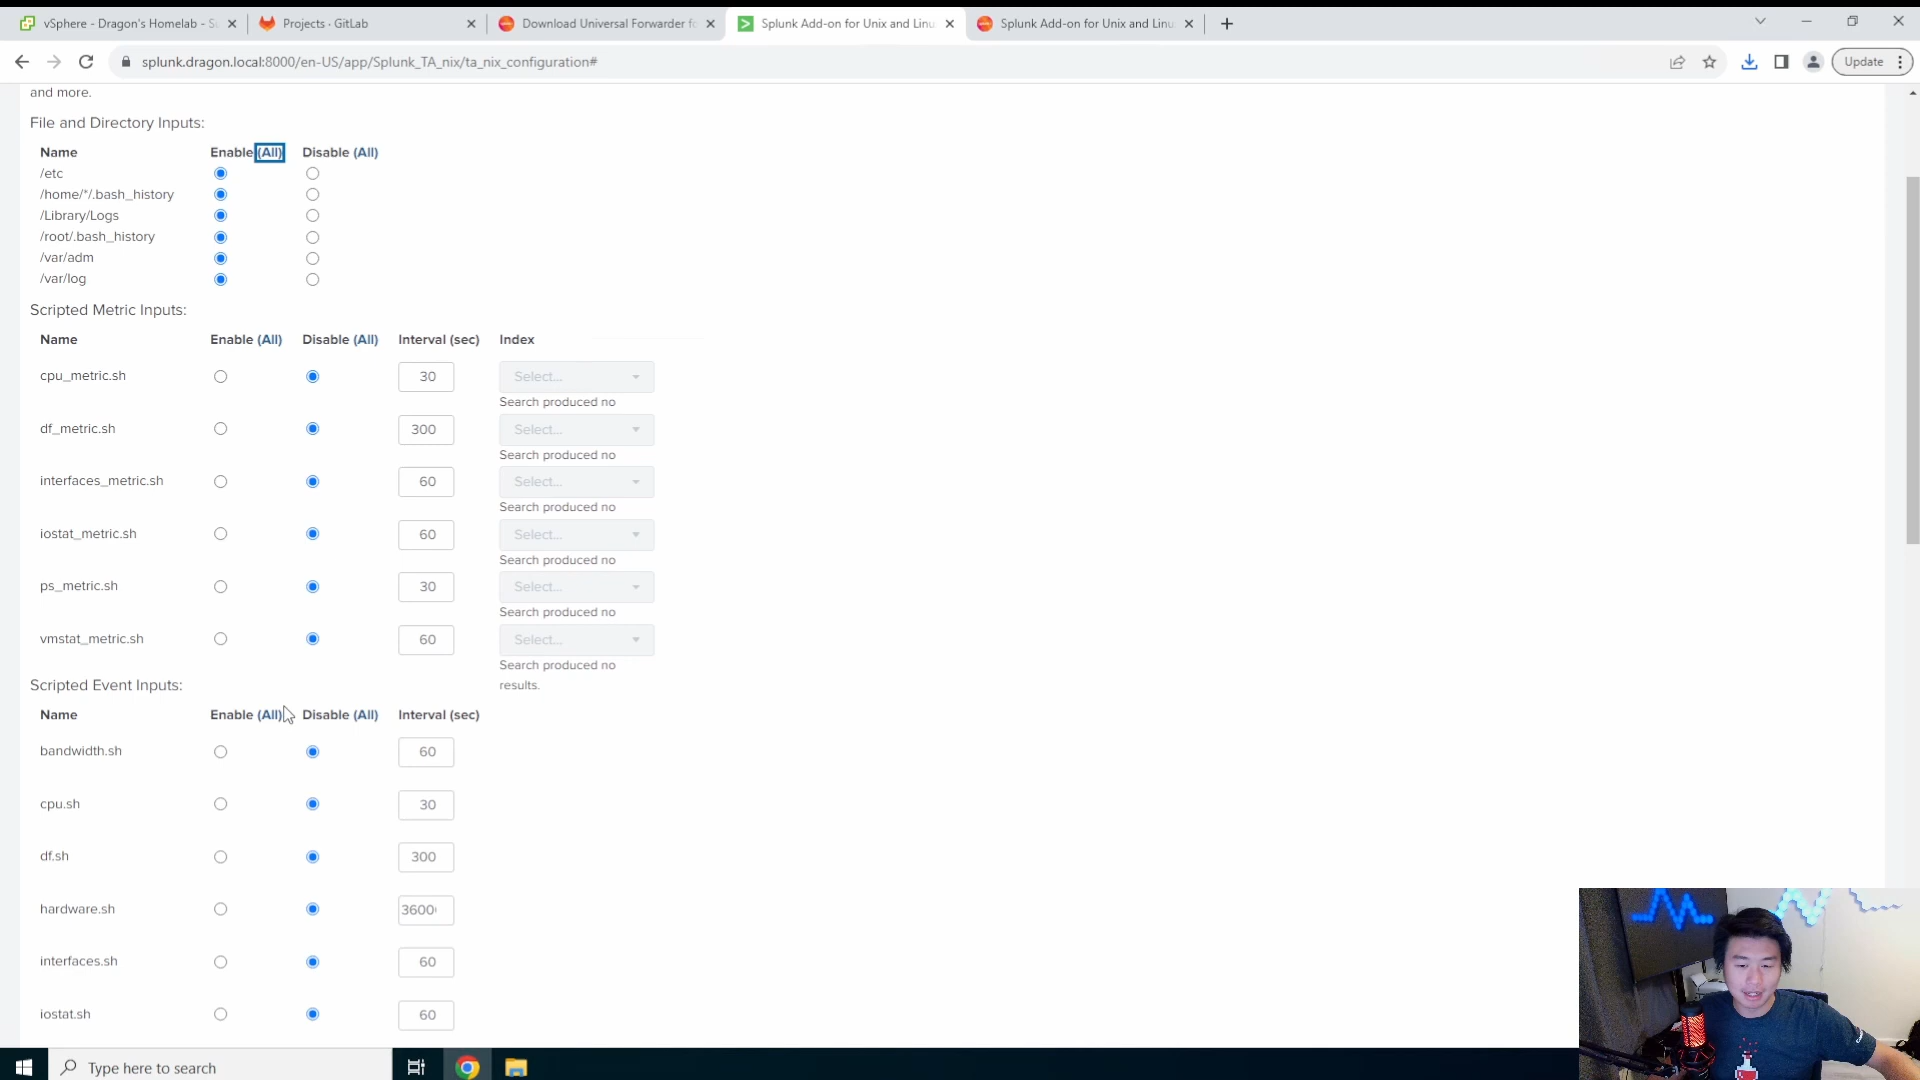 vSphere - Dragon's Homelab - S
Projects · GitLab
Download Universal Forwarder fo
Splunk Add-on for Unix and Linu
Splunk Add-on for Unix and Linu
splunk.dragon.local:8000/en-US/app/Splunk_TA_nix/ta_nix_configuration#
Update
and more.
File and Directory Inputs:
Name Enable (All) Disable (All)
/etc
/home/*/.bash_history
/Library/Logs
/root/.bash_history
/var/adm
/var/log
Scripted Metric Inputs:
Name Enable (All) Disable (All) Interval (sec) Index
cpu_metric.sh 30 Select...
Search produced no
df_metric.sh 300 Select...
Search produced no
interfaces_metric.sh 60 Select...
Search produced no
iostat_metric.sh 60 Select...
Search produced no
ps_metric.sh 30 Select...
Search produced no
vmstat_metric.sh 60 Select...
Search produced no
results.
Scripted Event Inputs:
Name Enable (All) Disable (All) Interval (sec)
bandwidth.sh 60
cpu.sh 30
df.sh 300
hardware.sh 3600
interfaces.sh 60
iostat.sh 60
Type here to search